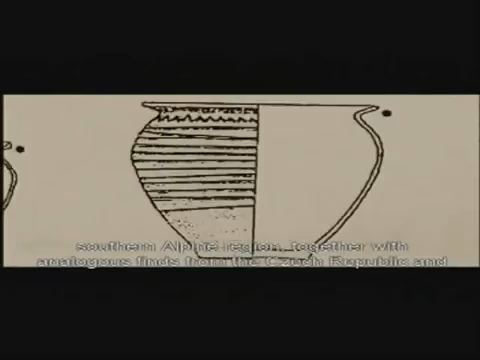 southern Alpine region, together with
analogous finds from the Czech Republic and